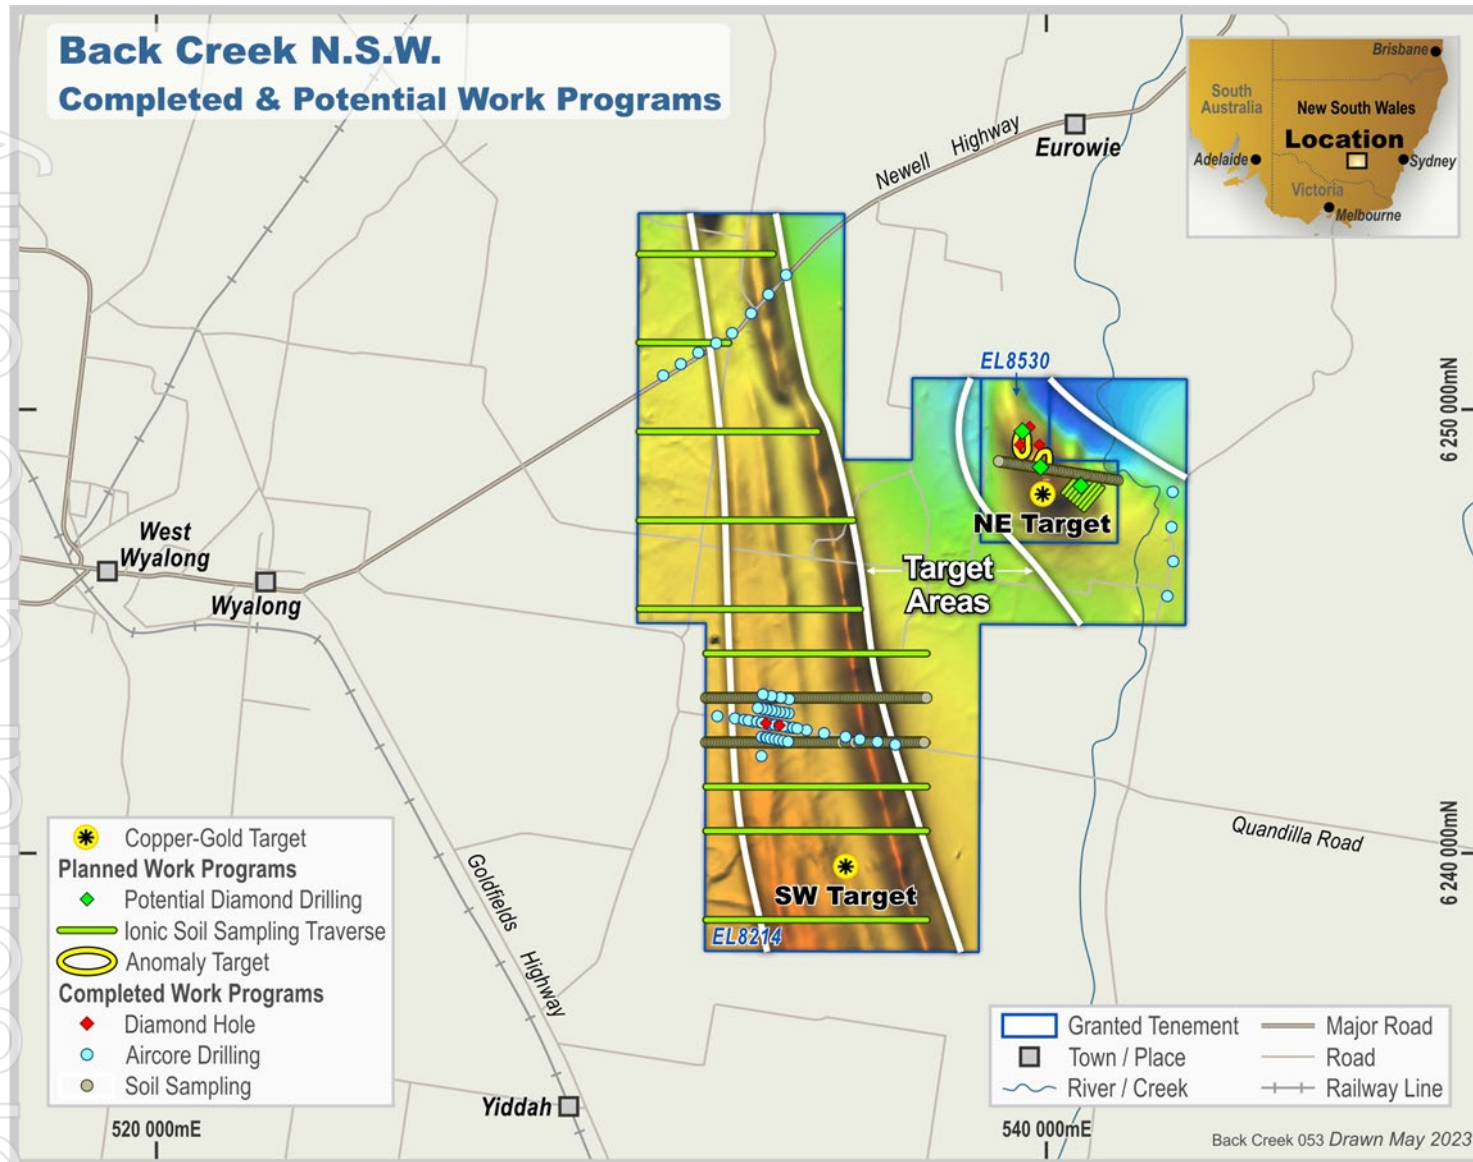 Back Creek N.S.W.
Completed & Potential Work Programs
Brisbane
South
Australia
New South Wales
Location
Adelaide
Sydney
Victoria
Melbourne
Newell Highway
Eurowie
EL8530
6 250 000mN
NE Target
Target
Areas
West
Wyalong
Wyalong
Quandilla Road
6 240 000mN
SW Target
EL8214
Goldfields Highway
Yiddah
Copper-Gold Target
Planned Work Programs
Potential Diamond Drilling
Ionic Soil Sampling Traverse
Anomaly Target
Completed Work Programs
Diamond Hole
Aircore Drilling
Soil Sampling
Granted Tenement
Town / Place
River / Creek
Major Road
Road
Railway Line
520 000mE
540 000mE
Back Creek 053 Drawn May 2023